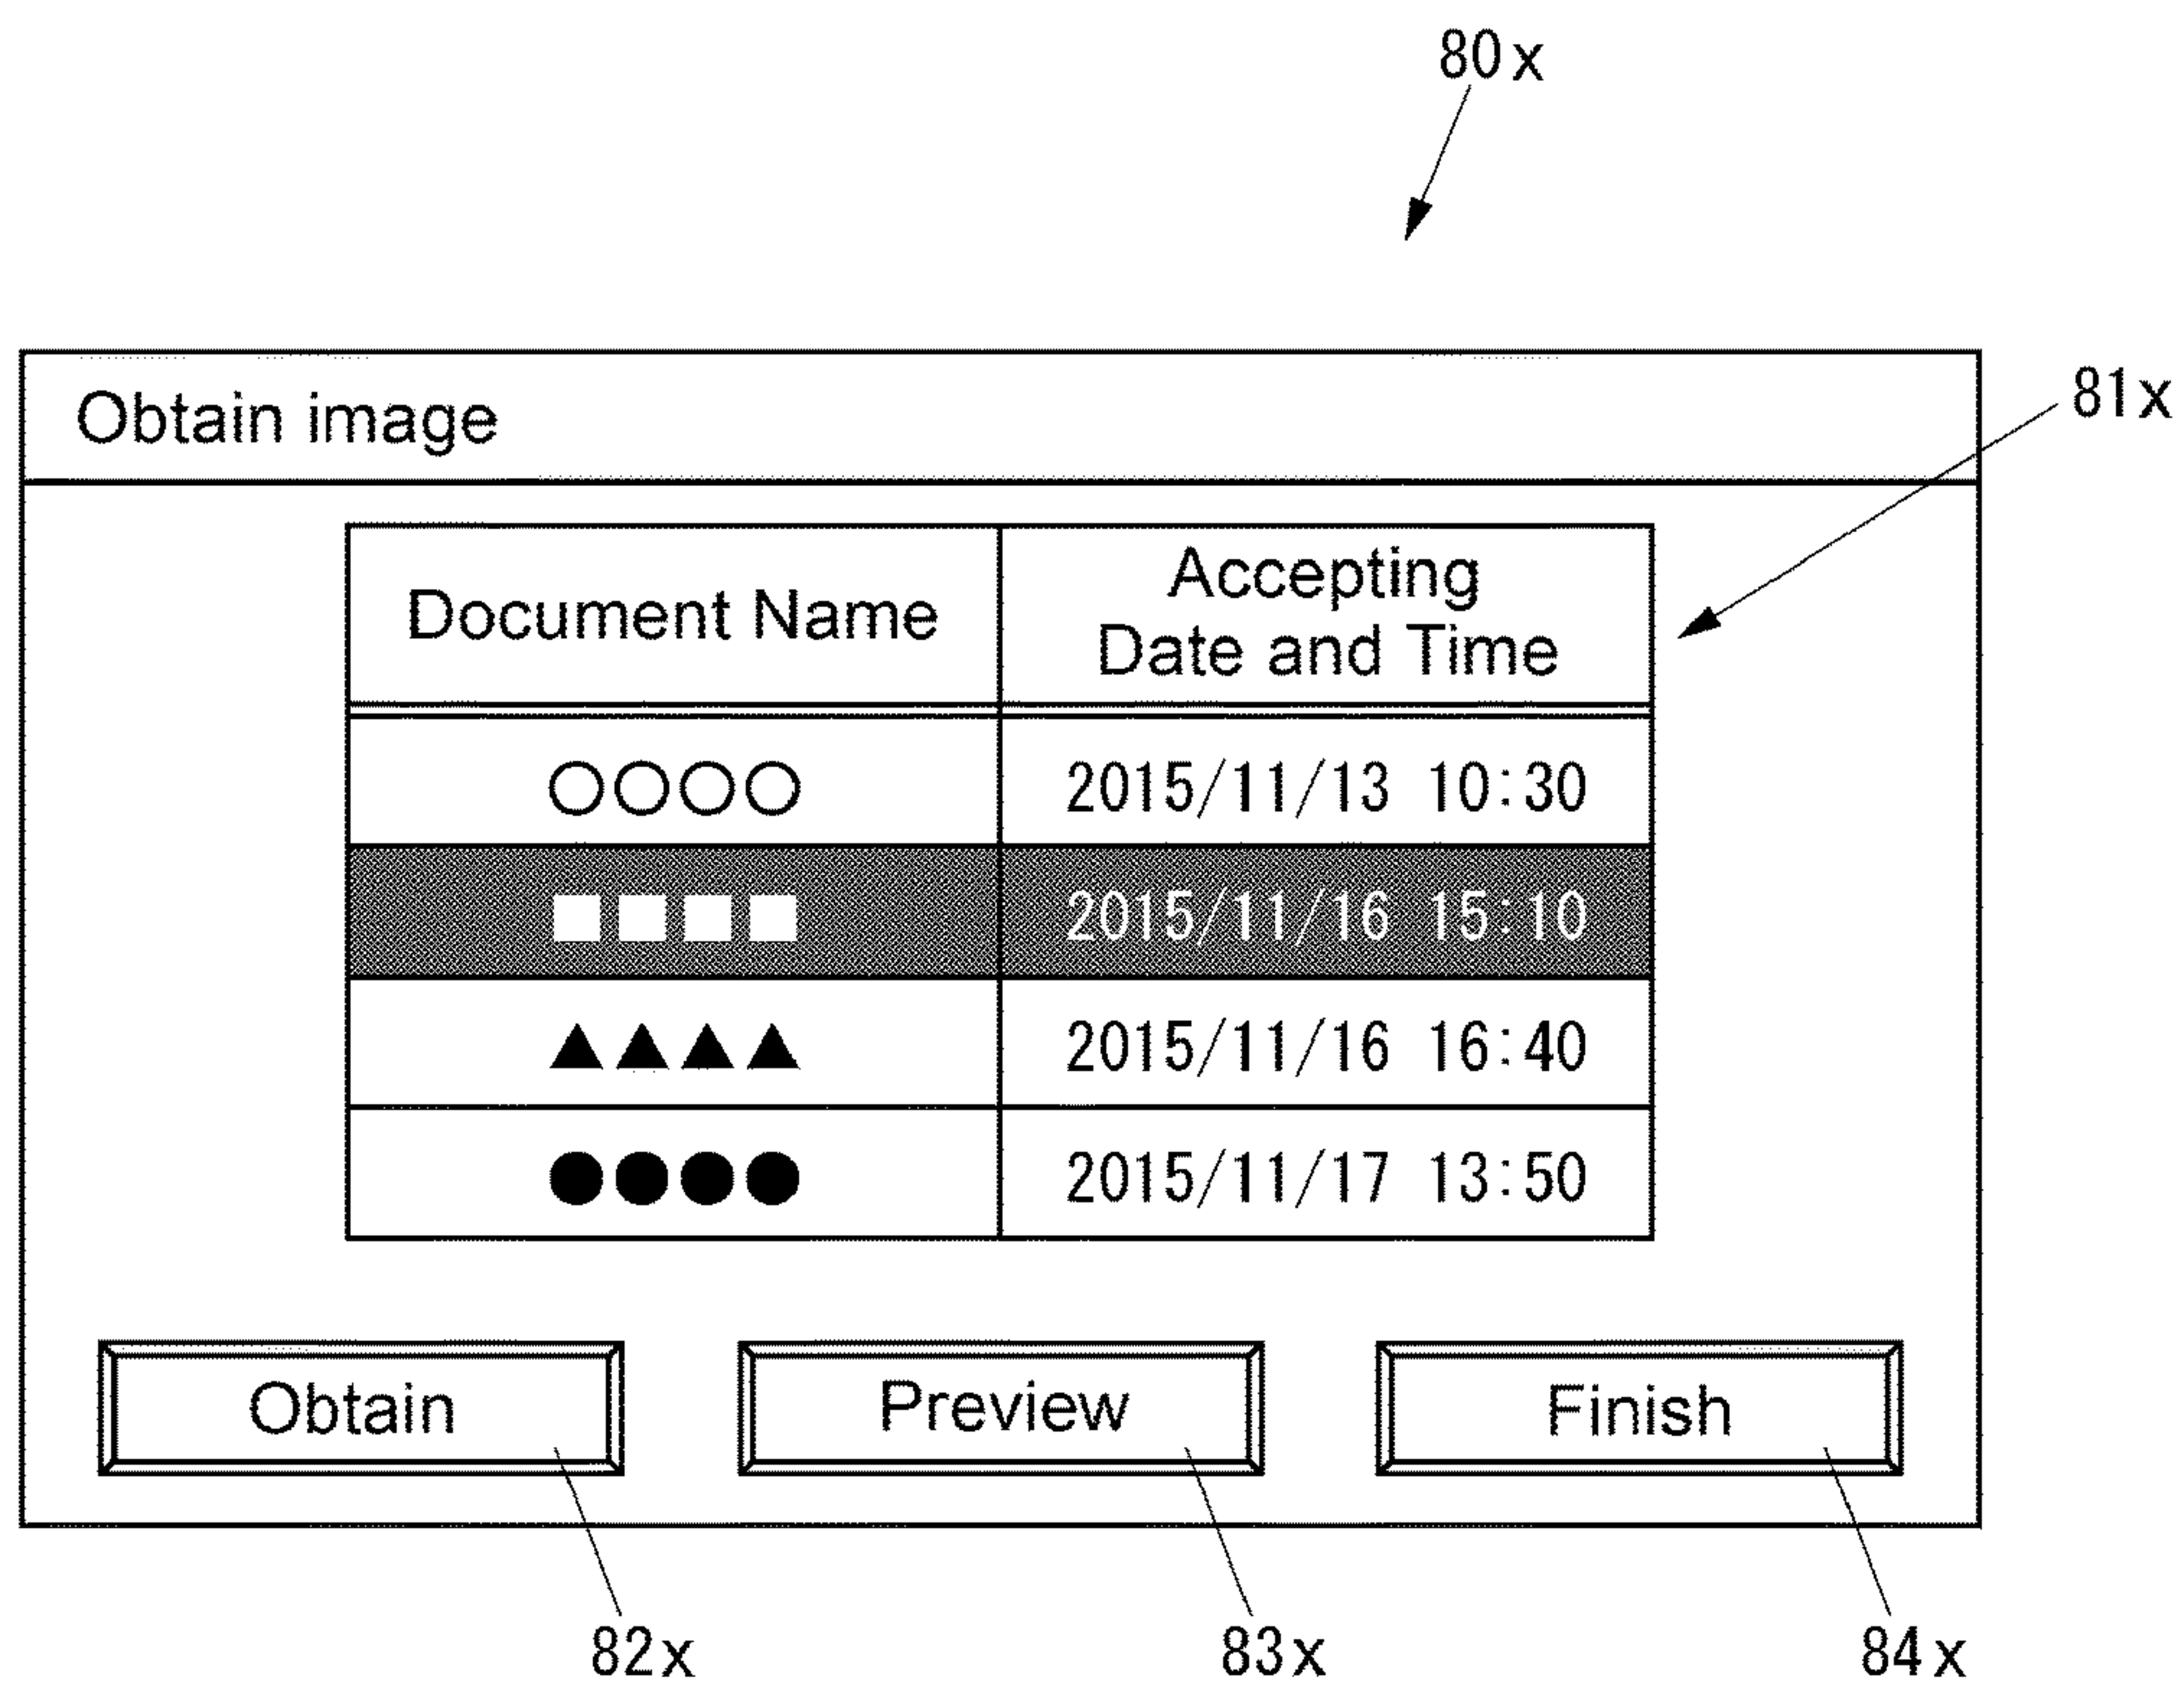 80x
Obtain image
81x
Document Name
Accepting
Date and Time
○○○○
2015/11/13 10:30
■■■■
2015/11/16 15:10
▲▲▲▲
2015/11/16 16:40
●●●●
2015/11/17 13:50
Obtain
Preview
Finish
82x
83x
84x